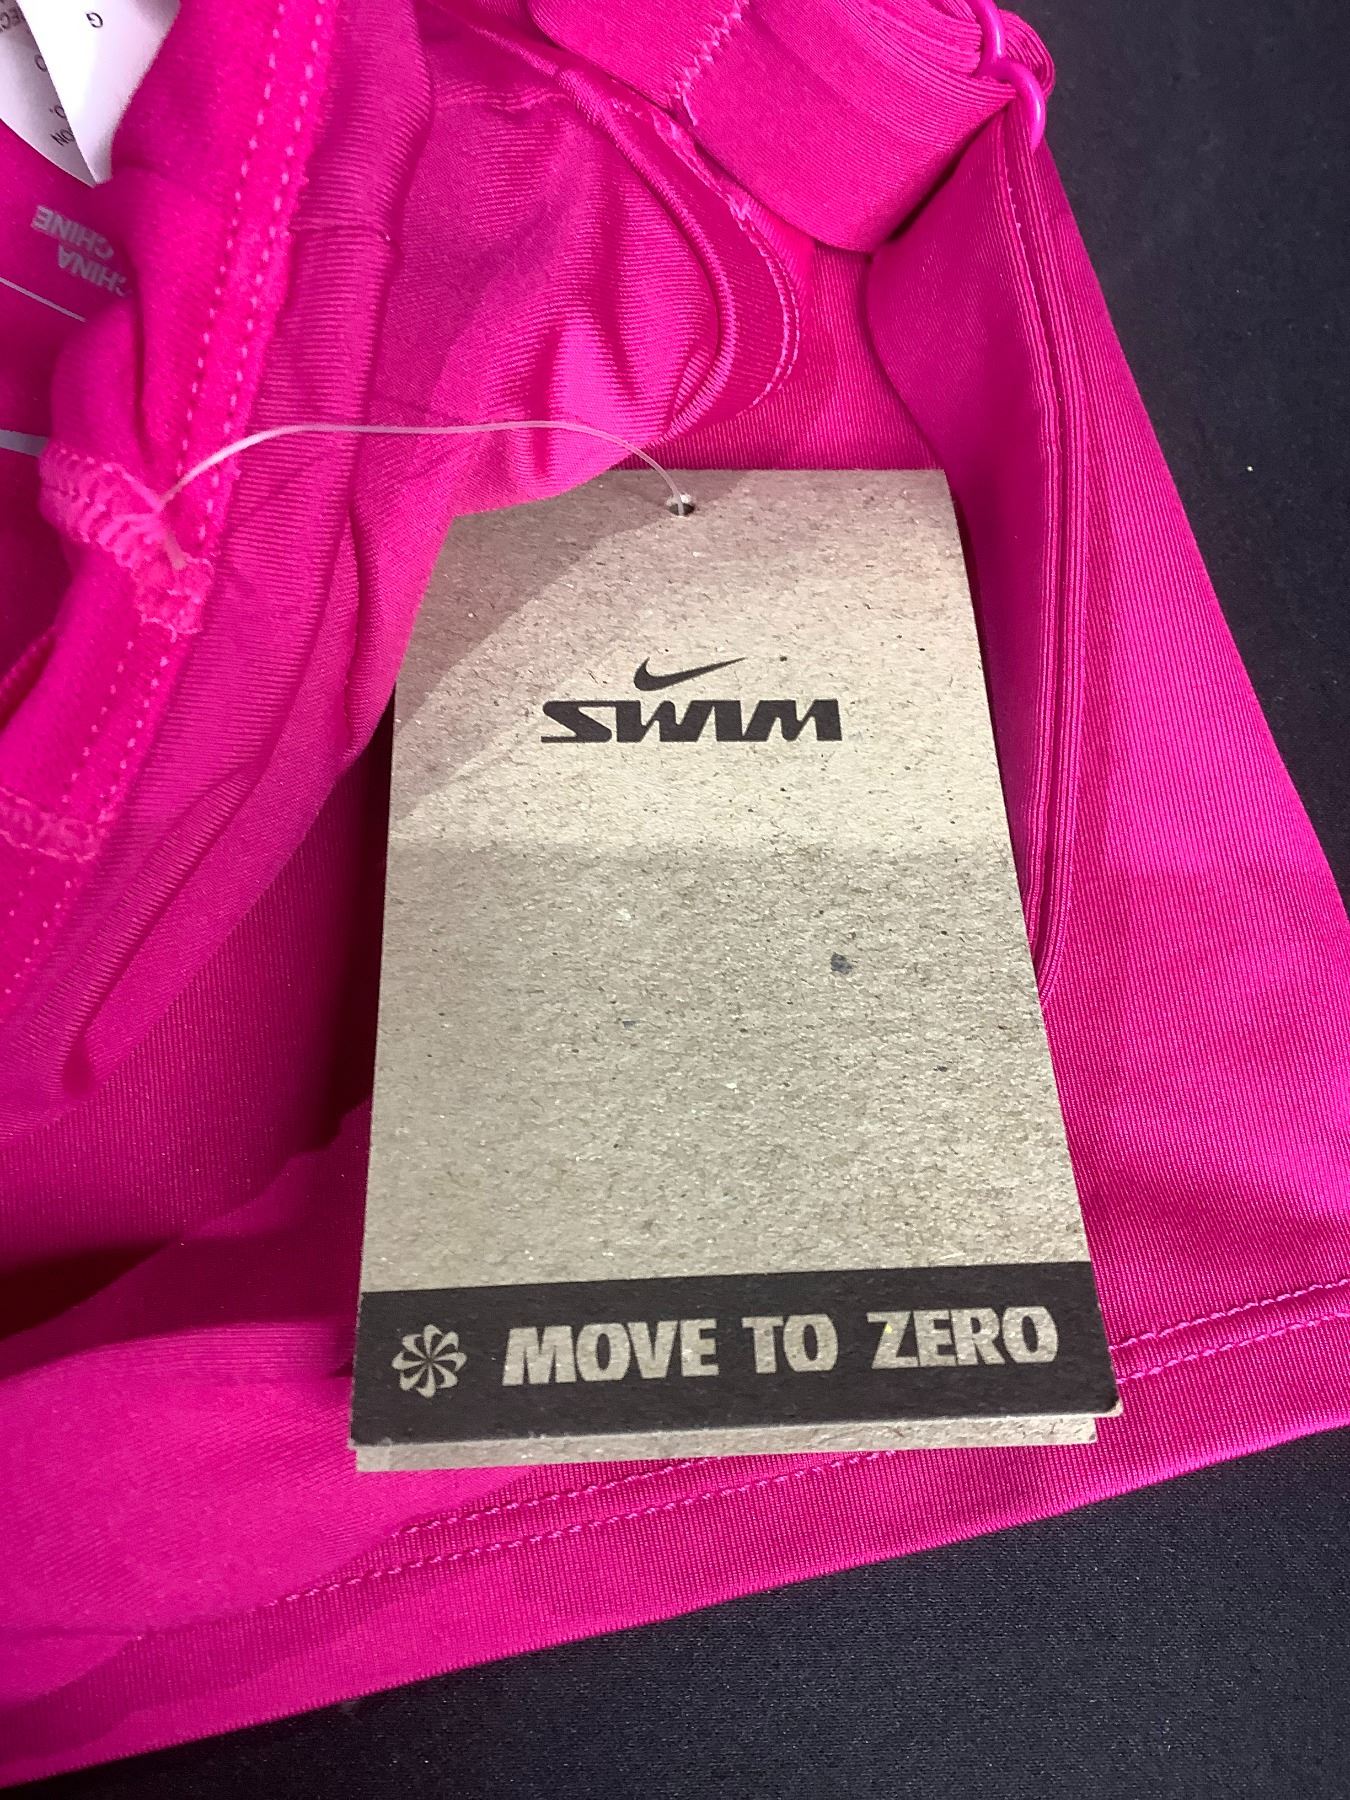 G
CHINA
CHINE
SWIM
MOVE TO ZERO